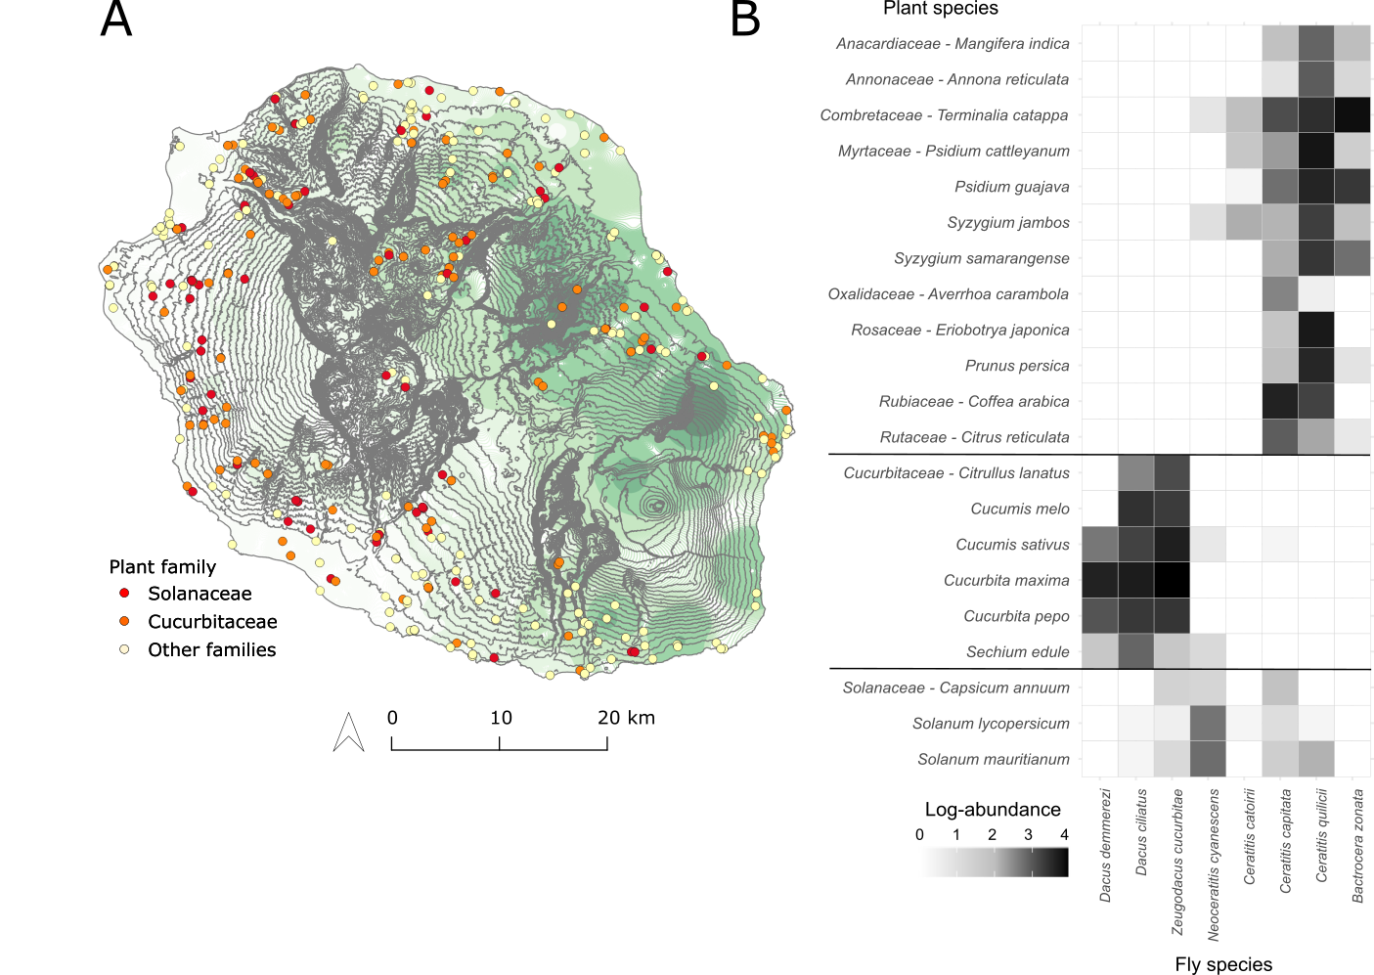 A
Plant family
Solanaceae
Cucurbitaceae
Other families
0 10 20 km
B
Plant species
Anacardiaceae - Mangifera indica
Annonaceae - Annona reticulata
Combretaceae - Terminalia catappa
Myrtaceae - Psidium cattleyanum
Psidium guajava
Syzygium jambos
Syzygium samarangense
Oxalidaceae - Averrhoa carambola
Rosaceae - Eriobotrya japonica
Prunus persica
Rubiaceae - Coffea arabica
Rutaceae - Citrus reticulata
Cucurbitaceae - Citrullus lanatus
Cucumis melo
Cucumis sativus
Cucurbita maxima
Cucurbita pepo
Sechium edule
Solanaceae - Capsicum annuum
Solanum lycopersicum
Solanum mauritianum
Log-abundance
0 1 2 3 4
Dacus demmerezi
Dacus ciliatus
Zeugodacus cucurbitae
Neoceratitis cyanescens
Ceratitis catoirii
Ceratitis capitata
Ceratitis quilicii
Bactrocera zonata
Fly species